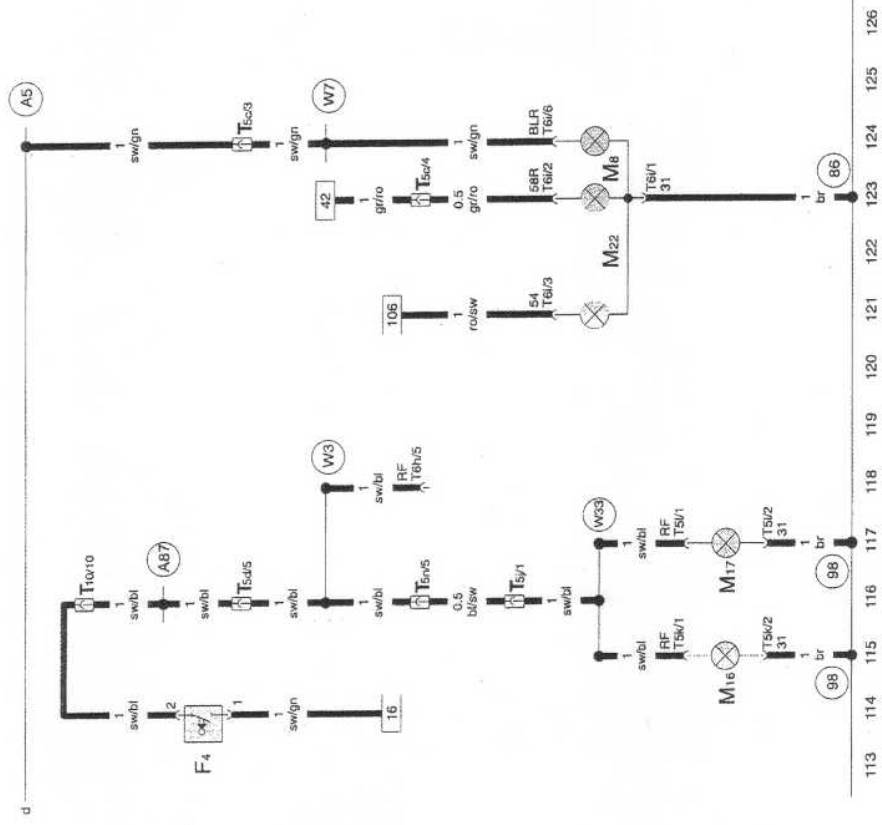 d
A5
1
sw/gn
T5c/3
1
sw/gn
W7
1
sw/gn
BLR
T6i/6
M8
42
1
gr/ro
T5c/4
0.5
gr/ro
58R
T6i/2
M22
T6i/1
31
1
br
86
106
1
ro/sw
54
T6i/3
T10/10
1
sw/bl
A87
1
sw/bl
T5d/5
1
sw/bl
W3
1
sw/bl
RF
T6h/5
T5n/5
0.5
bl/sw
T5j/1
1
sw/bl
W33
1
sw/bl
RF
T5l/1
M17
T5l/2
31
1
br
98
1
sw/bl
RF
T5k/1
M16
T5k/2
31
1
br
98
1
sw/bl
2
F4
1
1
sw/gn
16
113 114 115 116 117 118 119 120 121 122 123 124 125 126